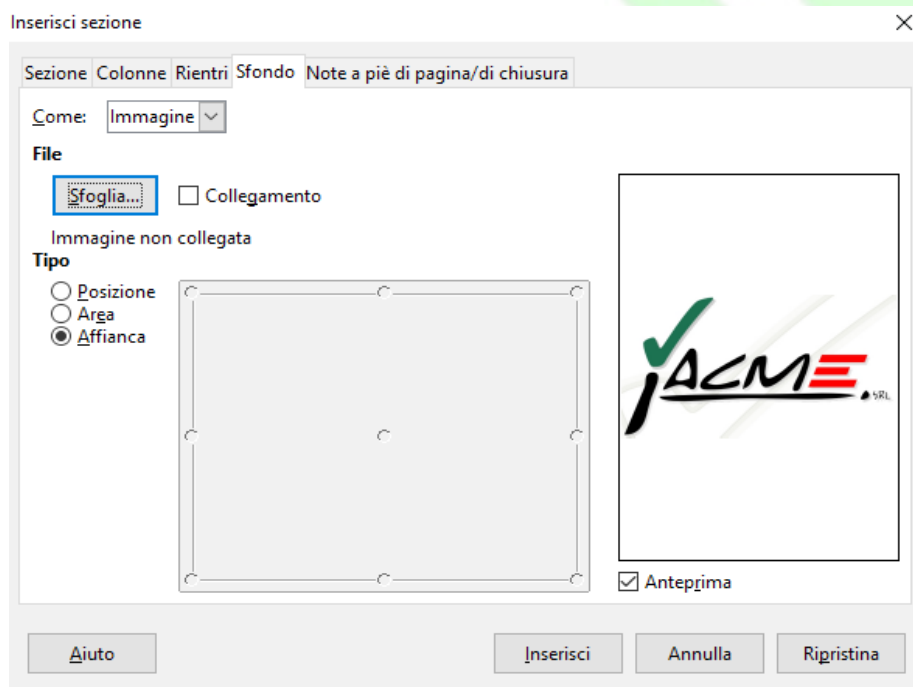 Inserisci sezione
Sezione Colonne Rientri Sfondo Note a piè di pagina/di chiusura
Come: Immagine
File
Sfoglia... Collegamento
Immagine non collegata
Tipo
Posizione
Area
Affianca
jACME. SRL
Anteprima
Aiuto Inserisci Annulla Ripristina